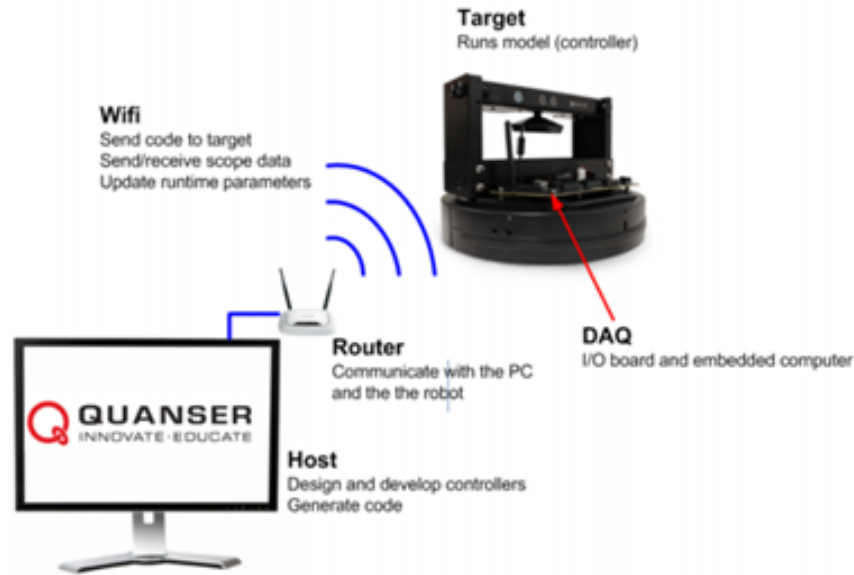 Target
Runs model (controller)
Wifi
Send code to target
Send/receive scope data
Update runtime parameters
DAQ
I/O board and embedded computer
Router
Communicate with the PC
and the the robot
QUANSER
INNOVATE·EDUCATE
Host
Design and develop controllers
Generate code